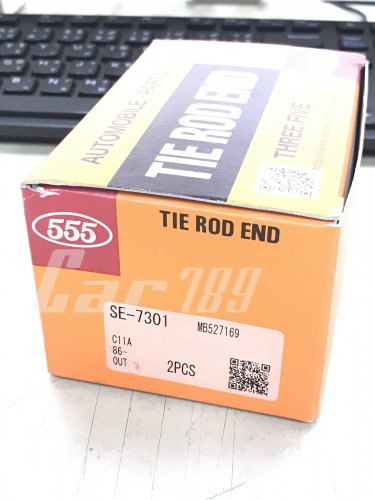 AUTOMOBILE PARTS
TIE ROD END
THREE FIVE
555
TIE ROD END
Car789
SE-7301
MB527169
C11A
86-
OUT
2PCS